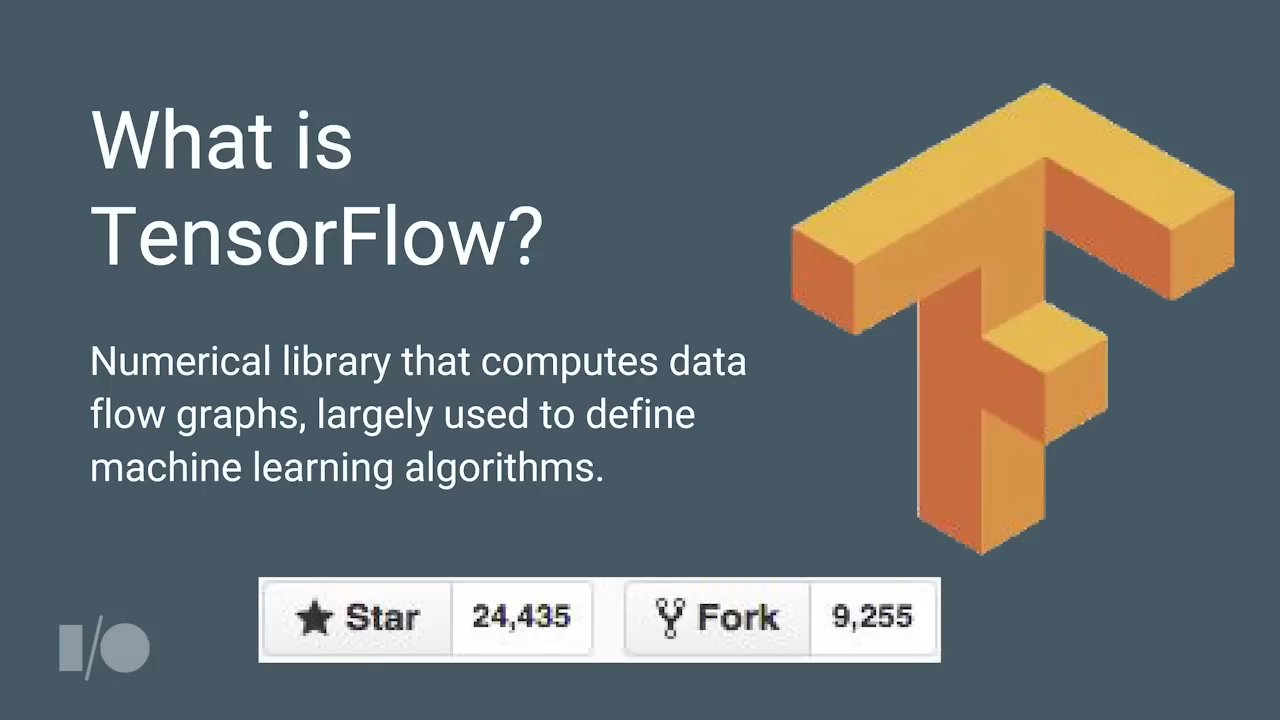 What is
TensorFlow?
Numerical library that computes data
flow graphs, largely used to define
machine learning algorithms.
Star 24,435 Fork 9,255
I/O